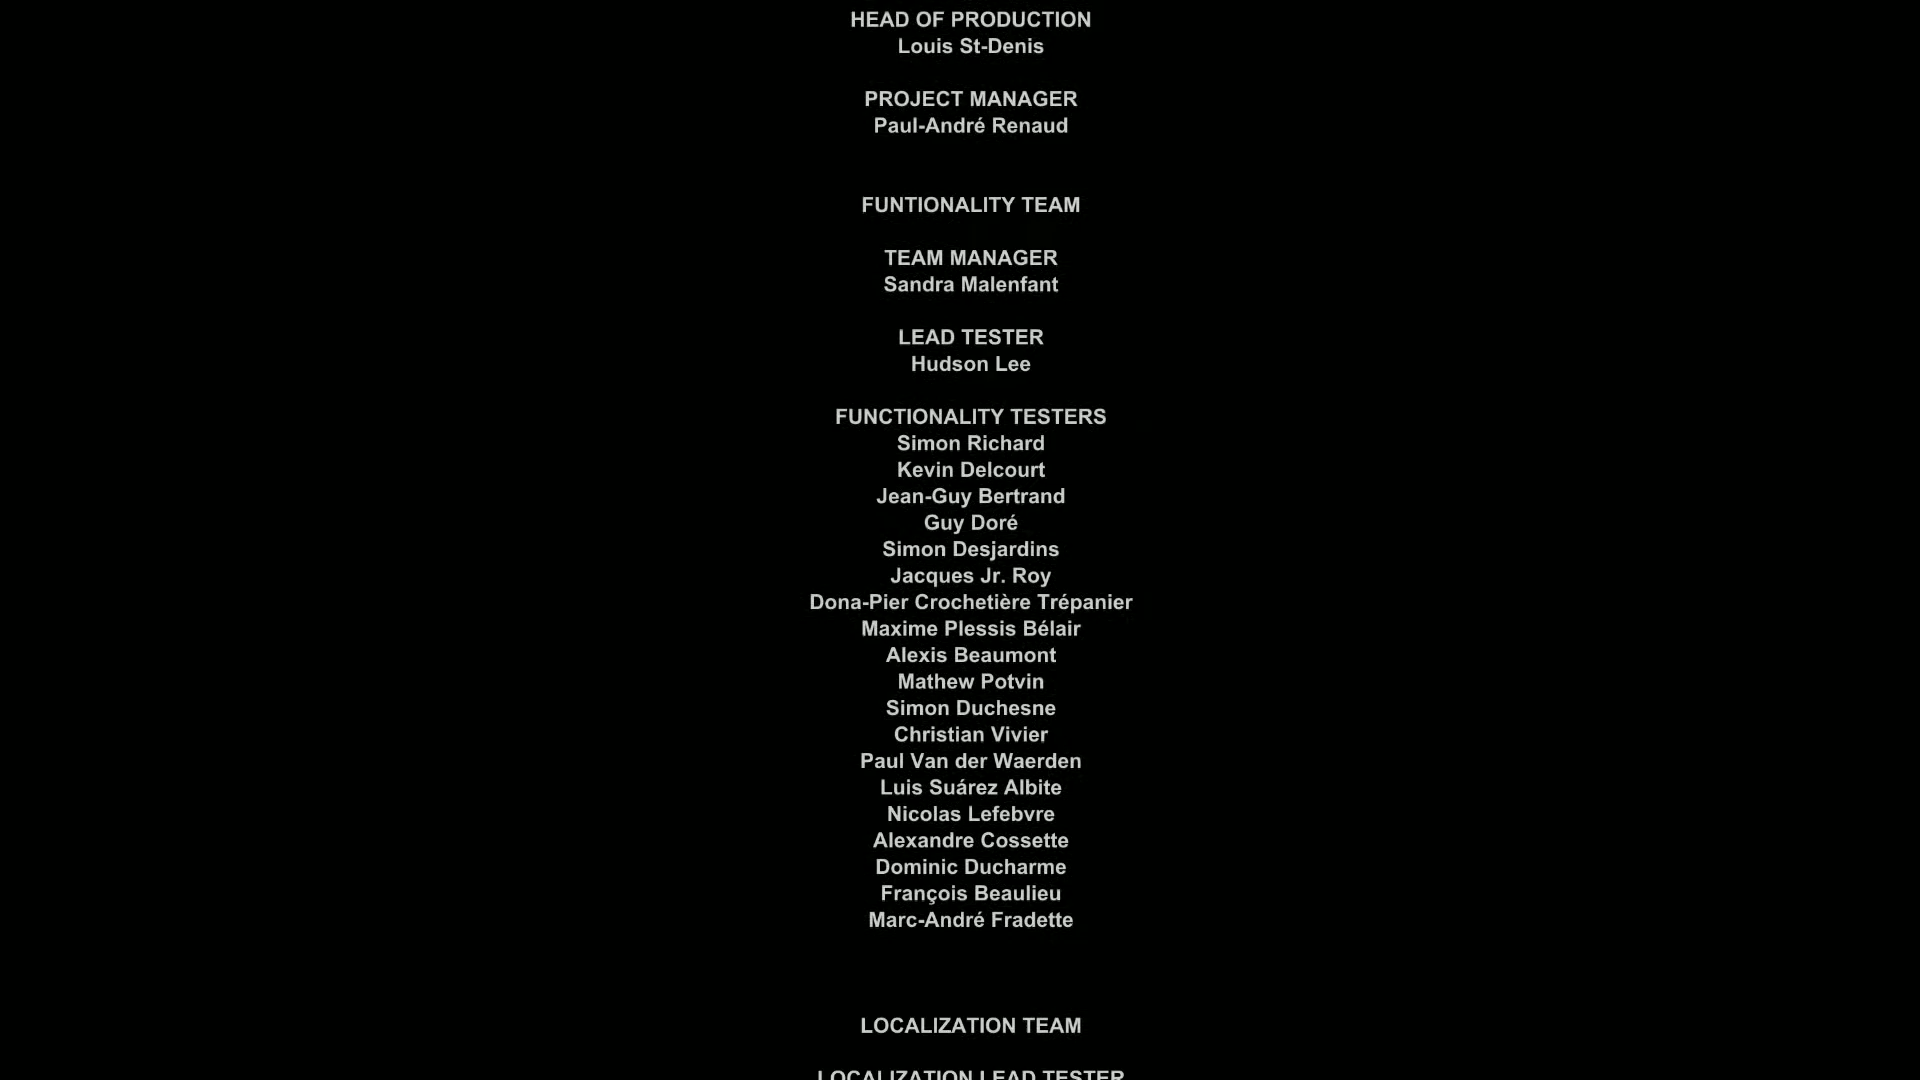 HEAD OF PRODUCTION
Louis St-Denis
PROJECT MANAGER
Paul-André Renaud
FUNTIONALITY TEAM
TEAM MANAGER
Sandra Malenfant
LEAD TESTER
Hudson Lee
FUNCTIONALITY TESTERS
Simon Richard
Kevin Delcourt
Jean-Guy Bertrand
Guy Doré
Simon Desjardins
Jacques Jr. Roy
Dona-Pier Crochetière Trépanier
Maxime Plessis Bélair
Alexis Beaumont
Mathew Potvin
Simon Duchesne
Christian Vivier
Paul Van der Waerden
Luis Suárez Albite
Nicolas Lefebvre
Alexandre Cossette
Dominic Ducharme
François Beaulieu
Marc-André Fradette
LOCALIZATION TEAM
LOCALIZATION LEAD TESTER